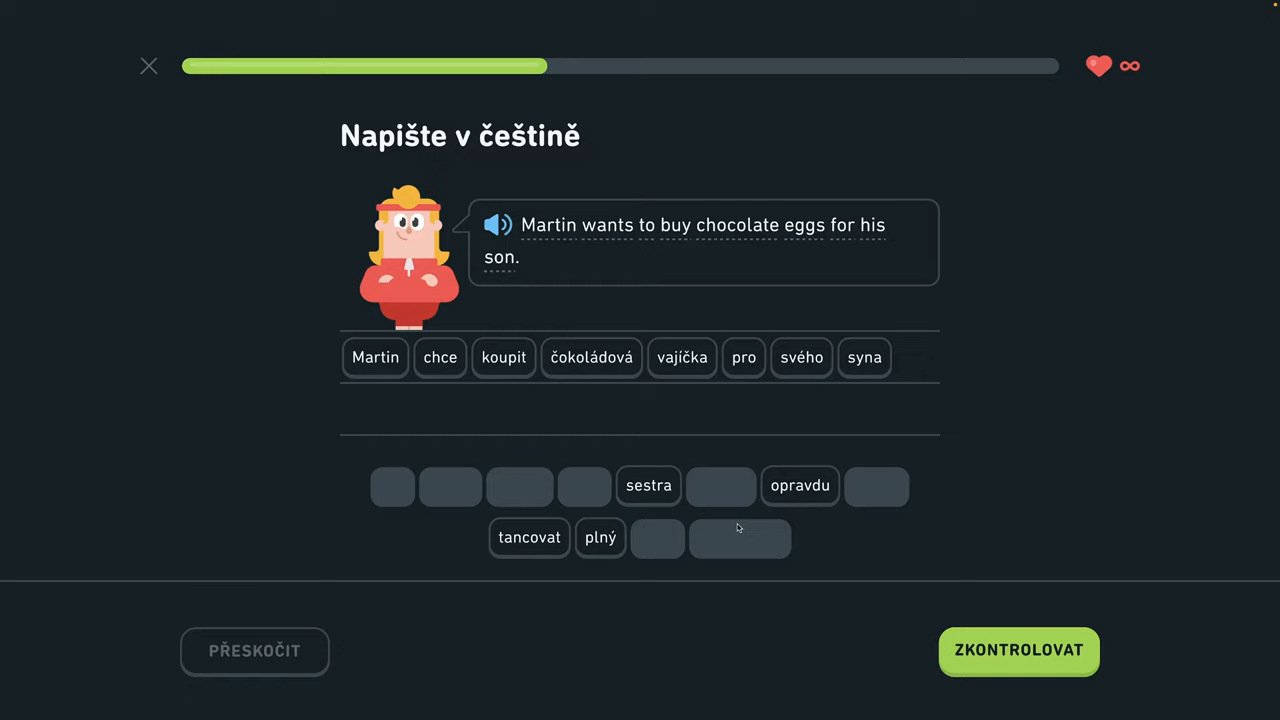 Napište v češtině
Martin wants to buy chocolate eggs for his
son.
Martin chce koupit čokoládová vajíčka pro svého syna
sestra opravdu
tancovat plný
PŘESKOČIT ZKONTROLOVAT